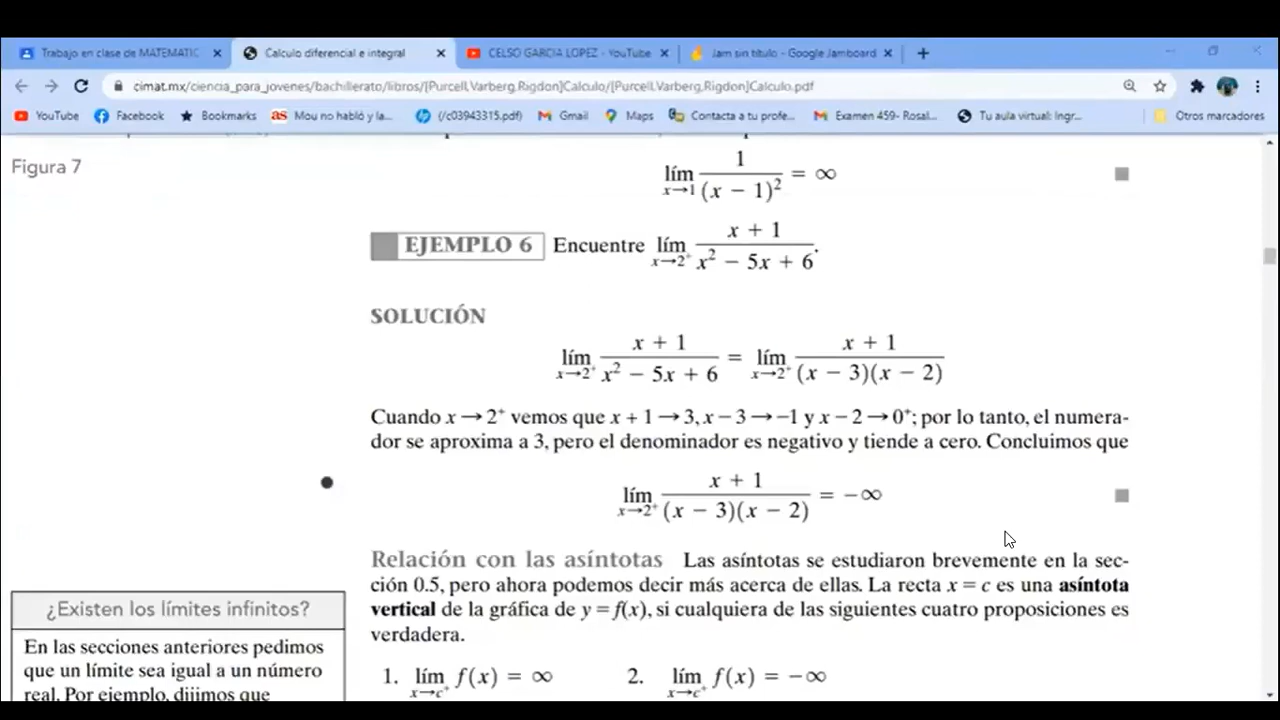 Trabajo en clase de MATEMATIC
Calculo diferencial e integral
CELSO GARCIA LOPEZ - YouTube
Jam sin título - Google Jamboard
cimat.mx/ciencia_para_jovenes/bachillerato/libros/[Purcell,Varberg,Rigdon]Calculo/[Purcell,Varberg,Rigdon]Calculo.pdf
YouTube Facebook Bookmarks Mou no habló y la... (/c03943315.pdf) Gmail Maps Contacta a tu profe... Examen 459- Rosal... Tu aula virtual: Ingr... Otros marcadores
Figura 7
lím x→1 1/(x − 1)² = ∞
EJEMPLO 6 Encuentre lím x→2⁺ (x + 1)/(x² − 5x + 6).
SOLUCIÓN
lím x→2⁺ (x + 1)/(x² − 5x + 6) = lím x→2⁺ (x + 1)/((x − 3)(x − 2))
Cuando x → 2⁺ vemos que x + 1 → 3, x − 3 → −1 y x − 2 → 0⁺; por lo tanto, el numera-
dor se aproxima a 3, pero el denominador es negativo y tiende a cero. Concluimos que
lím x→2⁺ (x + 1)/((x − 3)(x − 2)) = −∞
Relación con las asíntotas Las asíntotas se estudiaron brevemente en la sec-
ción 0.5, pero ahora podemos decir más acerca de ellas. La recta x = c es una asíntota
vertical de la gráfica de y = f(x), si cualquiera de las siguientes cuatro proposiciones es
verdadera.
1. lím x→c⁺ f(x) = ∞ 2. lím x→c⁺ f(x) = −∞
¿Existen los límites infinitos?
En las secciones anteriores pedimos
que un límite sea igual a un número
real. Por ejemplo, dijimos que